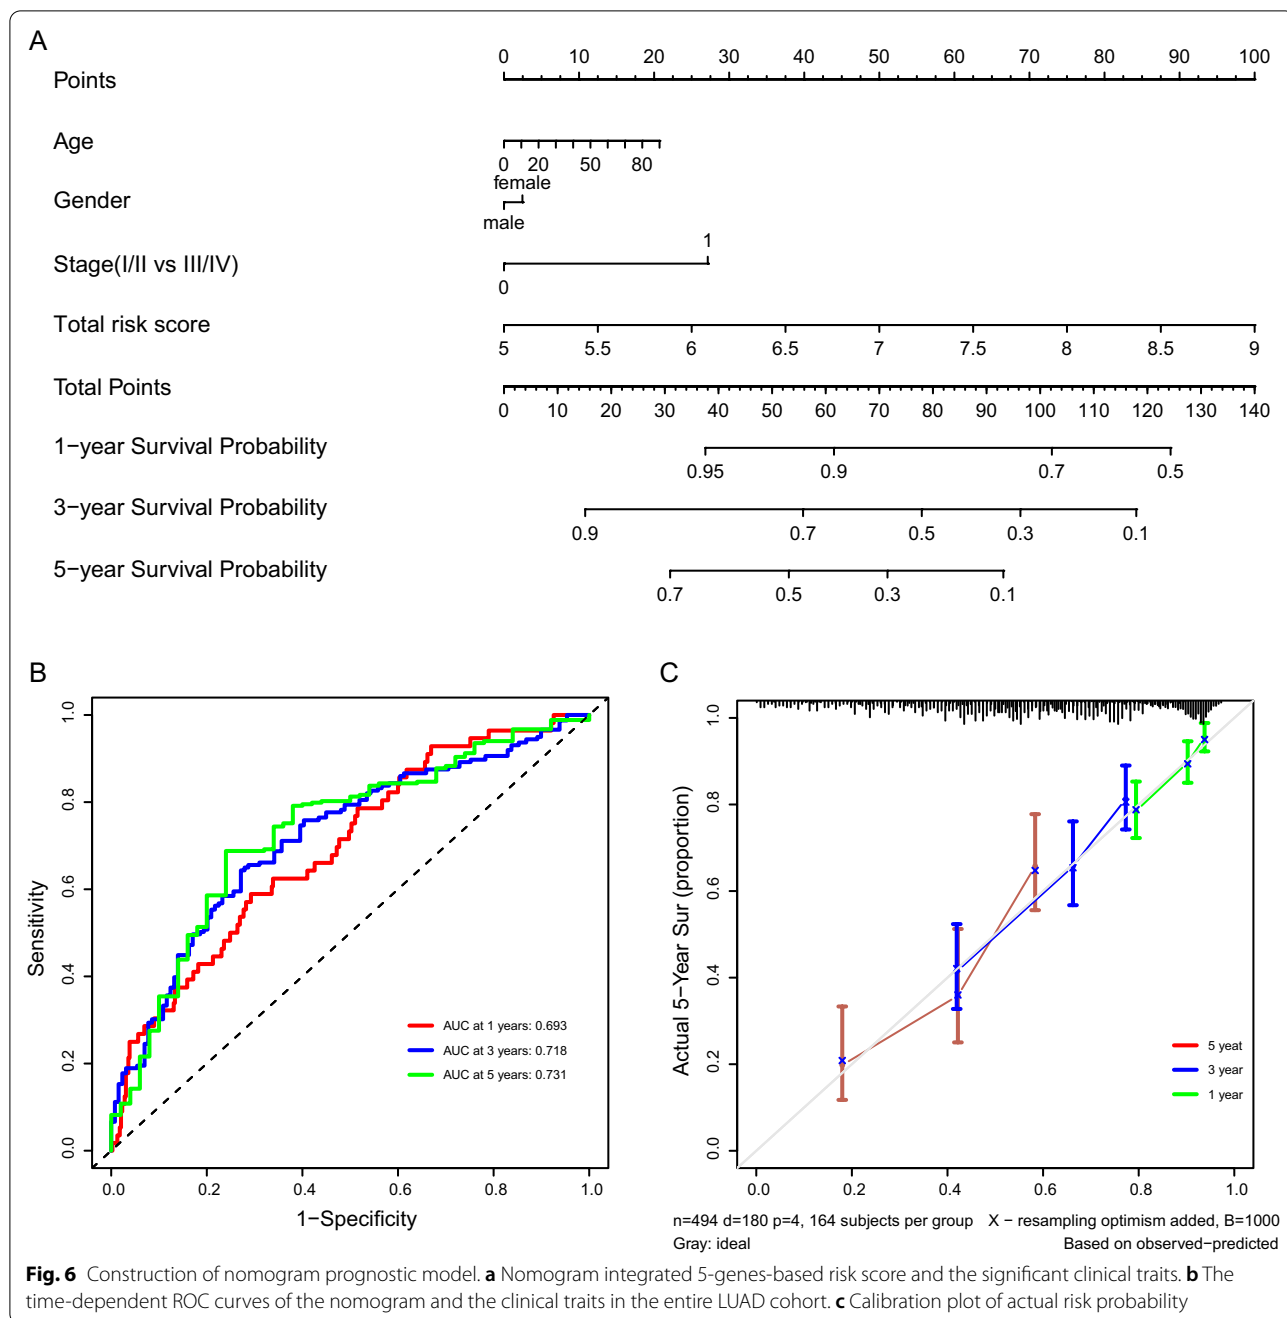 A
Points
0 10 20 30 40 50 60 70 80 90 100
Age
0 20 50 80
Gender
female
male
Stage(I/II vs III/IV)
1
0
Total risk score
5 5.5 6 6.5 7 7.5 8 8.5 9
Total Points
0 10 20 30 40 50 60 70 80 90 100 110 120 130 140
1−year Survival Probability
0.95 0.9 0.7 0.5
3−year Survival Probability
0.9 0.7 0.5 0.3 0.1
5−year Survival Probability
0.7 0.5 0.3 0.1
B
Sensitivity
1.0
0.8
0.6
0.4
0.2
0.0
AUC at 1 years: 0.693
AUC at 3 years: 0.718
AUC at 5 years: 0.731
0.0 0.2 0.4 0.6 0.8 1.0
1−Specificity
C
Actual 5−Year Sur (proportion)
1.0
0.8
0.6
0.4
0.2
0.0
5 yeat
3 year
1 year
0.0 0.2 0.4 0.6 0.8 1.0
n=494 d=180 p=4, 164 subjects per group X − resampling optimism added, B=1000
Gray: ideal Based on observed−predicted
Fig. 6 Construction of nomogram prognostic model. a Nomogram integrated 5-genes-based risk score and the significant clinical traits. b The
time-dependent ROC curves of the nomogram and the clinical traits in the entire LUAD cohort. c Calibration plot of actual risk probability